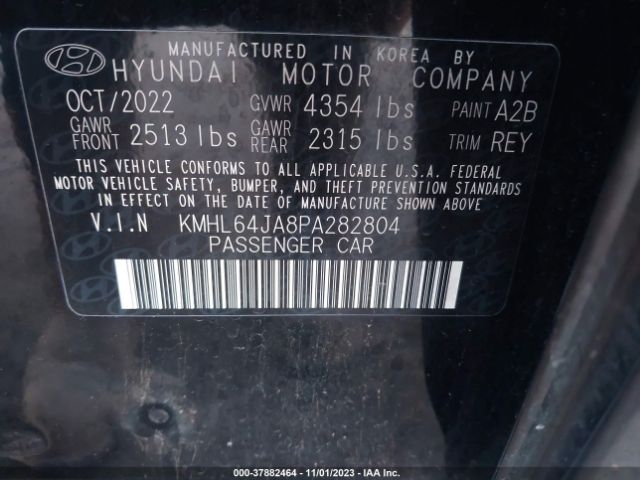 MANUFACTURED IN KOREA BY
HYUNDAI MOTOR COMPANY
OCT/2022 GVWR 4354 lbs PAINT A2B
GAWR FRONT 2513 lbs GAWR REAR 2315 lbs TRIM REY
THIS VEHICLE CONFORMS TO ALL APPLICABLE U.S.A. FEDERAL
MOTOR VEHICLE SAFETY, BUMPER, AND THEFT PREVENTION STANDARDS
IN EFFECT ON THE DATE OF MANUFACTURE SHOWN ABOVE
V.I.N KMHL64JA8PA282804
PASSENGER CAR
000-37882464 - 11/01/2023 - IAA Inc.